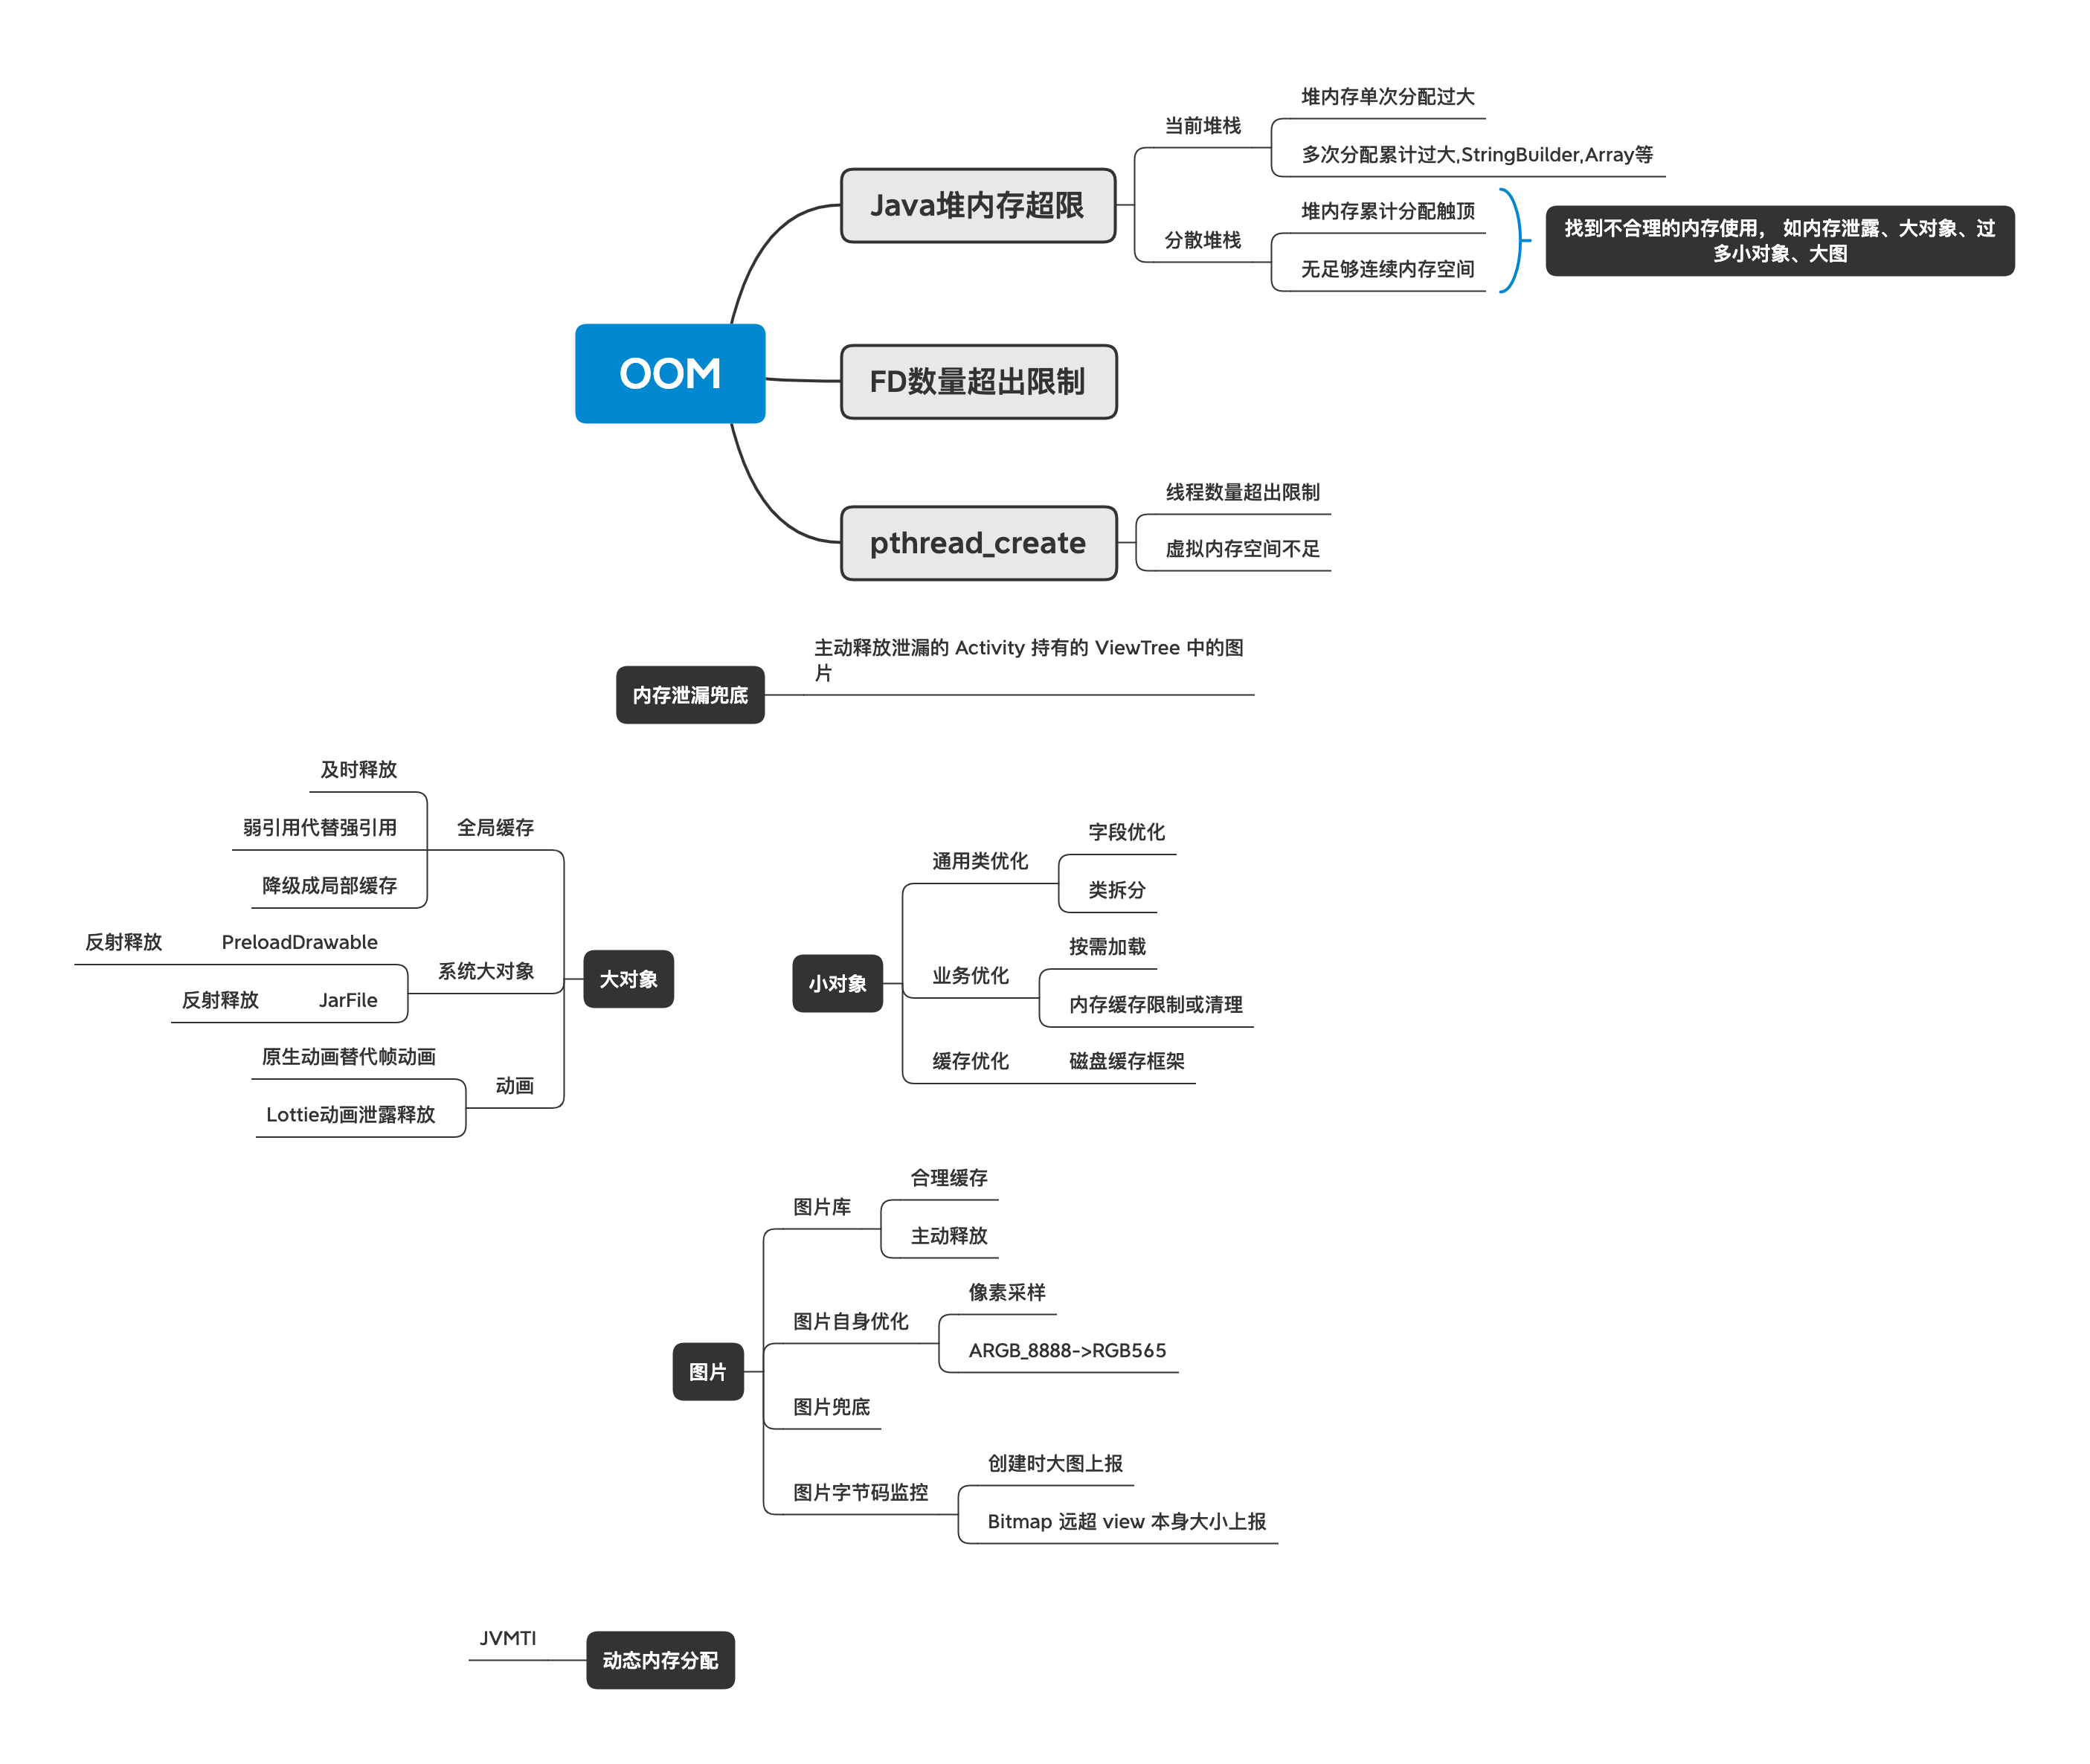 OOM
Java堆内存超限
当前堆栈
堆内存单次分配过大
多次分配累计过大,StringBuilder,Array等
分散堆栈
堆内存累计分配触顶
无足够连续内存空间
找到不合理的内存使用， 如内存泄露、大对象、过
多小对象、大图
FD数量超出限制
pthread_create
线程数量超出限制
虚拟内存空间不足
内存泄漏兜底
主动释放泄漏的 Activity 持有的 ViewTree 中的图
片
大对象
全局缓存
及时释放
弱引用代替强引用
降级成局部缓存
系统大对象
PreloadDrawable
反射释放
JarFile
反射释放
动画
原生动画替代帧动画
Lottie动画泄露释放
小对象
通用类优化
字段优化
类拆分
业务优化
按需加载
内存缓存限制或清理
缓存优化
磁盘缓存框架
图片
图片库
合理缓存
主动释放
图片自身优化
像素采样
ARGB_8888->RGB565
图片兜底
图片字节码监控
创建时大图上报
Bitmap 远超 view 本身大小上报
动态内存分配
JVMTI